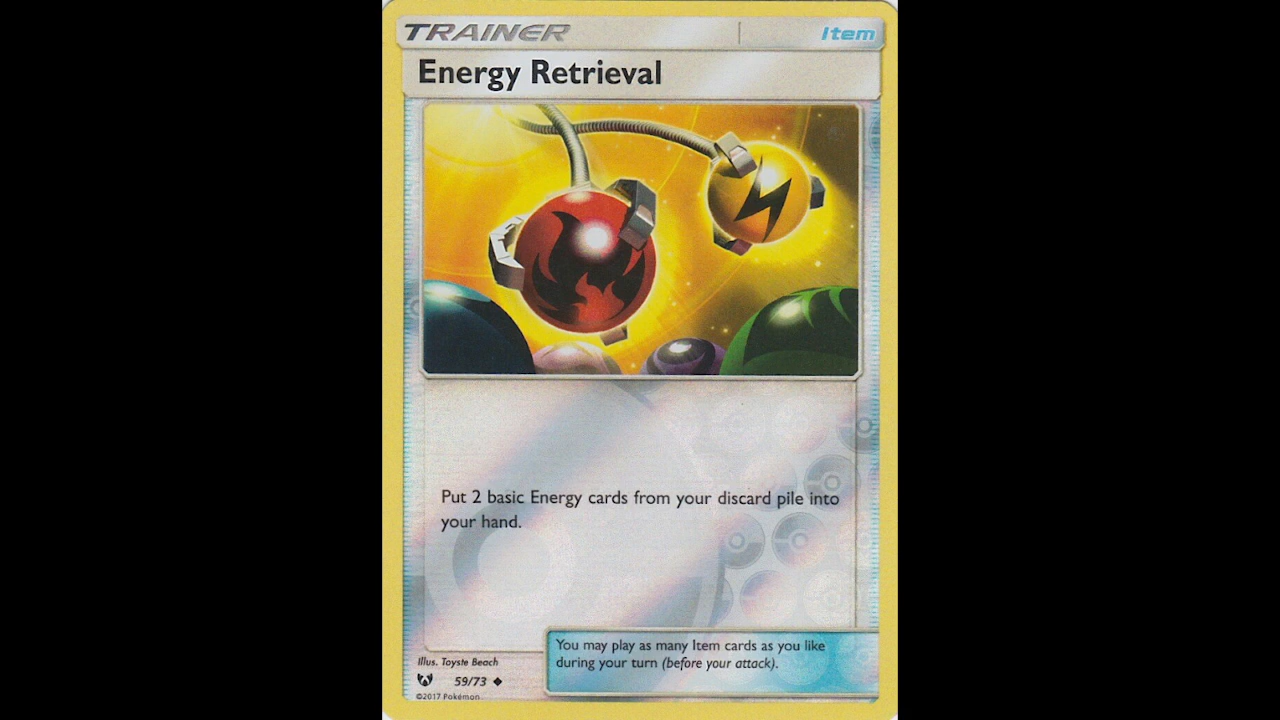 TRAINER Item
Energy Retrieval
Put 2 basic Energy cards from your discard pile into
your hand.
You may play as many Item cards as you like
during your turn (before your attack).
Illus. Toyste Beach
59/73
©2017 Pokémon